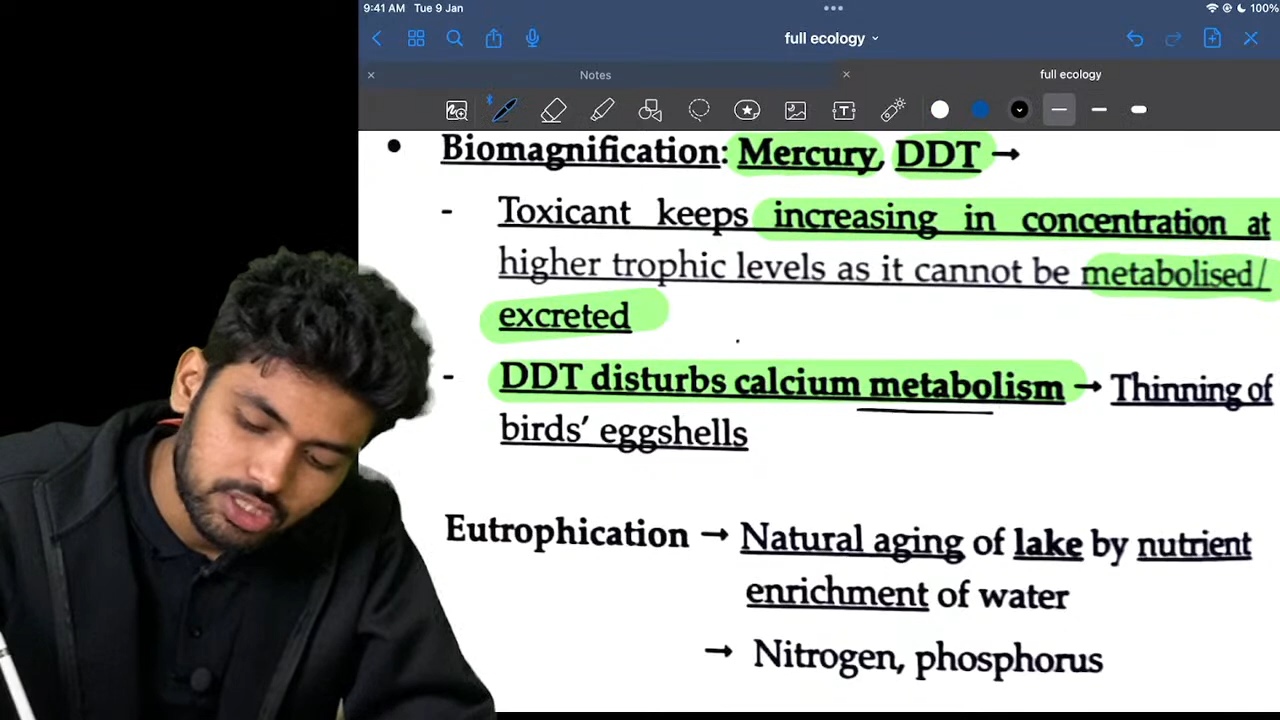 9:41 AM Tue 9 Jan
100%
full ecology
Notes
full ecology
T
• Biomagnification: Mercury, DDT →
- Toxicant keeps increasing in concentration at
higher trophic levels as it cannot be metabolised/
excreted
- DDT disturbs calcium metabolism → Thinning of
birds' eggshells
Eutrophication → Natural aging of lake by nutrient
enrichment of water
→ Nitrogen, phosphorus